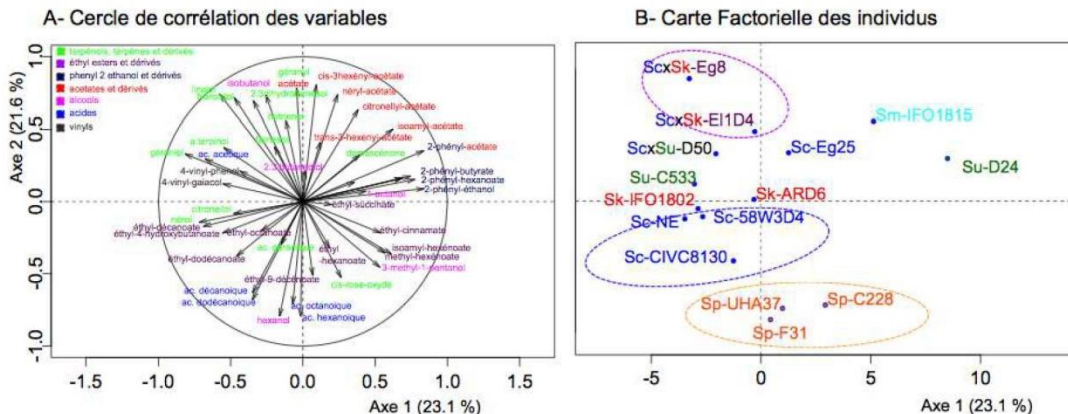 A- Cercle de corrélation des variables
B- Carte Factorielle des individus
Axe 2 (21.6 %)
1.0
0.5
0.0
-0.5
-1.0
terpénols, terpènes et dérivés
éthyl esters et dérivés
phenyl 2 ethanol et dérivés
acetates et dérivés
alcools
acides
vinyls
géraniol
acétate
cis-3hexényl-acétate
isobutanol
néryl-acétate
citronellyl-acétate
isoamyl-acétate
trans-3-hexényl-acétate
damascénone
2-phényl-acétate
a.terpinol
ac. acétique
4-vinyl-phénol
4-vinyl-gaiacol
2-phényl-butyrate
2-phényl-hexanoate
2-phényl-éthanol
éthyl-succinate
citronellol
nérol
éthyl-décanoate
éthyl-4-hydroxybutanoate
éthyl-octanoate
éthyl-cinnamate
isoamyl-hexénoate
methyl-hexénoate
3-methyl-1-pentanol
éthyl
-hexanoate
éthyl-dodécanoate
éthyl-9-décénoate
cis-rose-oxyde
ac. décanoique
ac. dodécanoique
ac. octanoique
ac. hexanoique
hexanol
-1.5
-1.0
-0.5
0.0
0.5
1.0
1.5
Axe 1 (23.1 %)
ScxSk-Eg8
ScxSk-El1D4
Sm-IFO1815
ScxSu-D50
Sc-Eg25
Su-D24
Su-C533
Sk-IFO1802
Sk-ARD6
Sc-NE
Sc-58W3D4
Sc-CIVC8130
Sp-UHA37
Sp-C228
Sp-F31
-5
0
5
10
Axe 1 (23.1 %)